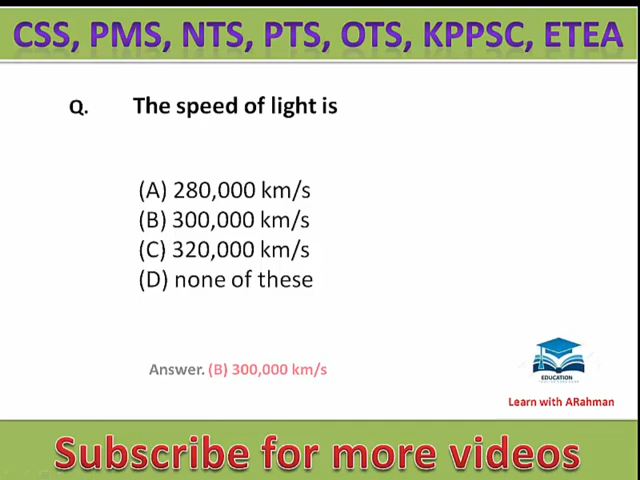 CSS, PMS, NTS, PTS, OTS, KPPSC, ETEA
Q. The speed of light is
(A) 280,000 km/s
(B) 300,000 km/s
(C) 320,000 km/s
(D) none of these
Answer. (B) 300,000 km/s
EDUCATION
Learn with ARahman
Subscribe for more videos